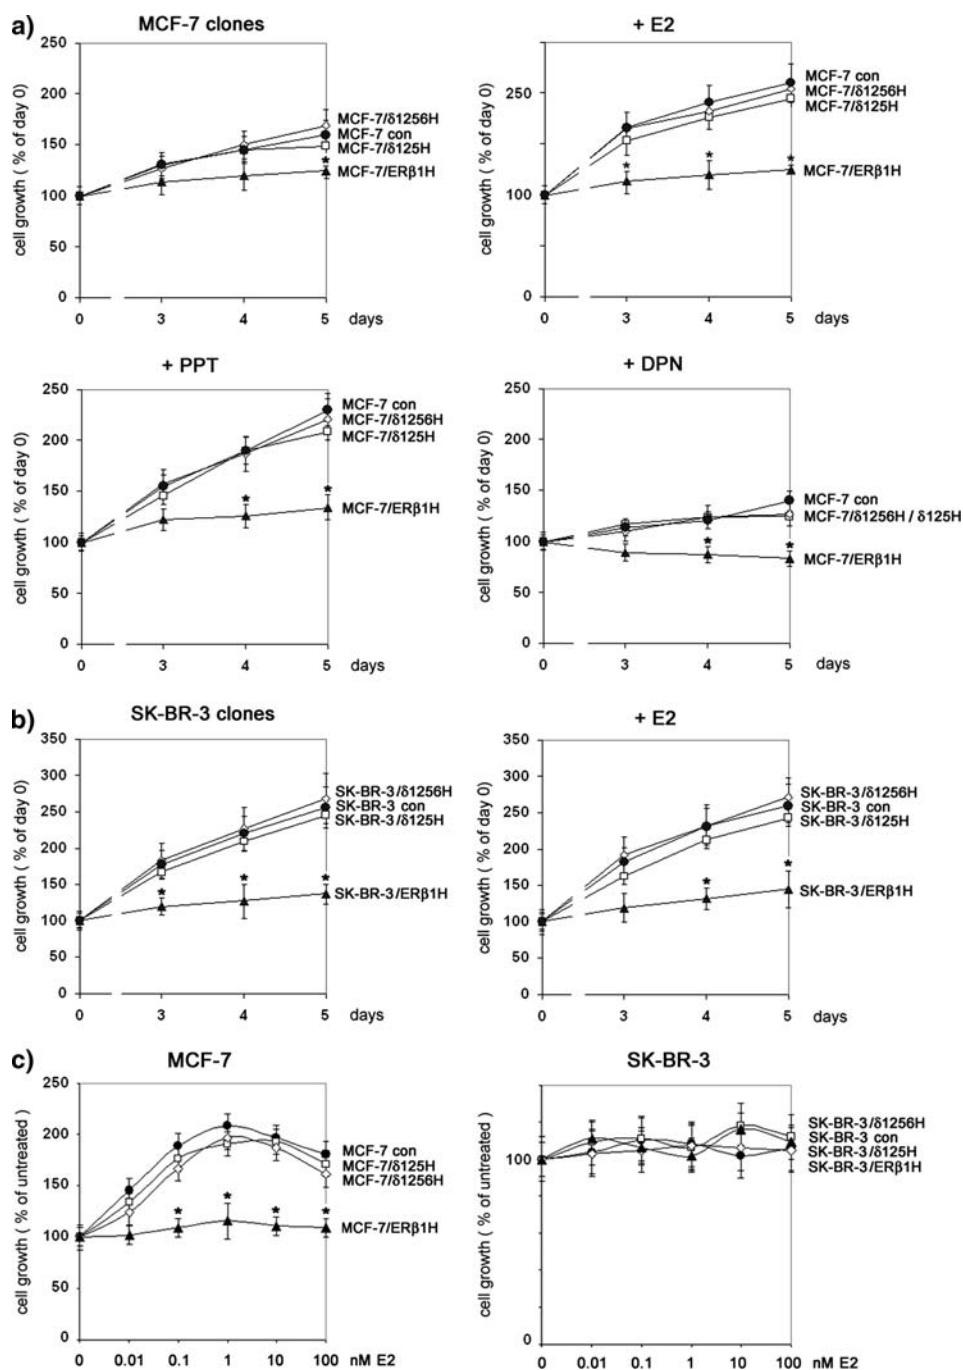 a)
MCF-7 clones
cell growth ( % of day 0)
250
200
150
100
50
0
MCF-7/δ1256H
MCF-7 con
MCF-7/δ125H
*
MCF-7/ERβ1H
0 3 4 5 days
+ E2
cell growth ( % of day 0)
250
100
0
MCF-7 con
MCF-7/δ1256H
MCF-7/δ125H
* * *
MCF-7/ERβ1H
0 3 4 5 days
+ PPT
cell growth ( % of day 0)
250
200
150
100
50
0
MCF-7 con
MCF-7/δ1256H
MCF-7/δ125H
* *
MCF-7/ERβ1H
0 3 4 5 days
+ DPN
cell growth ( % of day 0)
250
200
150
100
50
0
MCF-7 con
MCF-7/δ1256H / δ125H
* *
MCF-7/ERβ1H
0 3 4 5 days
b)
SK-BR-3 clones
cell growth ( % of day 0)
350
300
250
200
150
100
50
0
SK-BR-3/δ1256H
SK-BR-3 con
SK-BR-3/δ125H
* * *
SK-BR-3/ERβ1H
0 3 4 5 days
+ E2
cell growth ( % of day 0)
350
300
250
200
150
100
50
0
SK-BR-3/δ1256H
SK-BR-3 con
SK-BR-3/δ125H
* *
SK-BR-3/ERβ1H
0 3 4 5 days
c)
MCF-7
cell growth ( % of untreated )
250
200
150
100
50
0
MCF-7 con
MCF-7/δ125H
MCF-7/δ1256H
* * * *
MCF-7/ERβ1H
0 0.01 0.1 1 10 100 nM E2
SK-BR-3
cell growth ( % of untreated )
100
0
SK-BR-3/δ1256H
SK-BR-3 con
SK-BR-3/δ125H
SK-BR-3/ERβ1H
0 0.01 0.1 1 10 100 nM E2